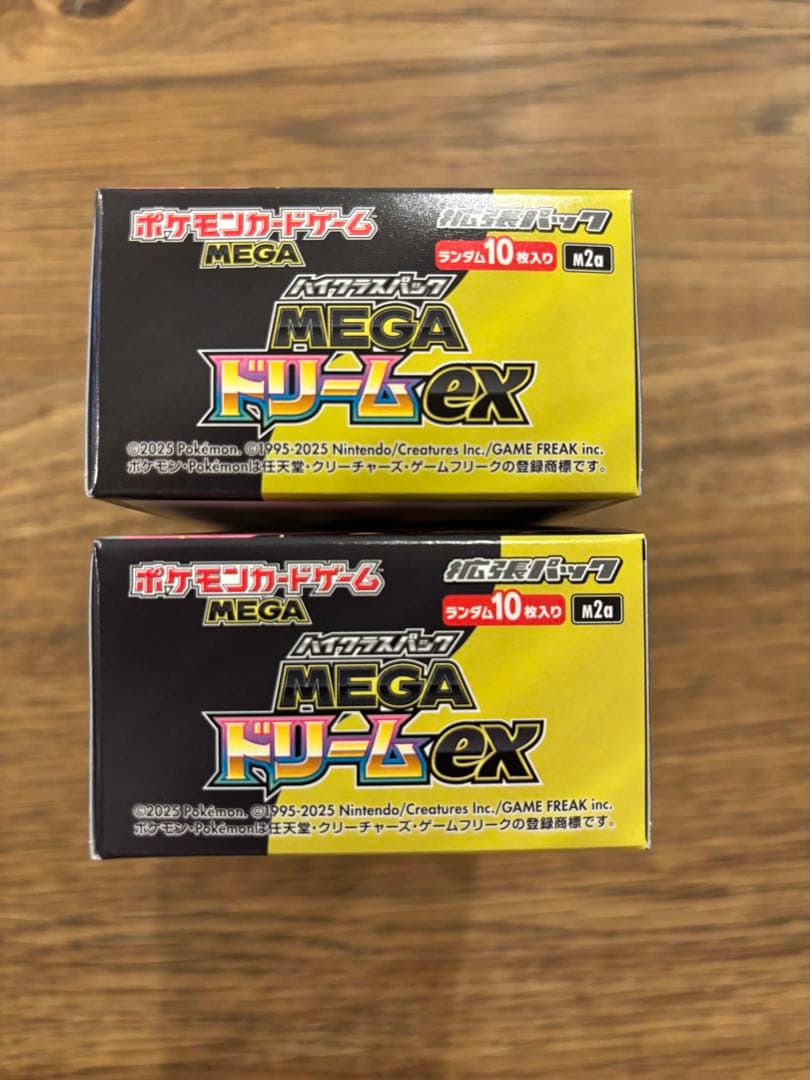 ポケモンカードゲーム 拡張パック
MEGA ランダム10枚入り M2a
ハイクラスパック
MEGA
ドリームex
©2025 Pokémon. ©1995-2025 Nintendo/Creatures Inc./GAME FREAK inc.
ポケモン・Pokémonは任天堂・クリーチャーズ・ゲームフリークの登録商標です。
ポケモンカードゲーム 拡張パック
MEGA ランダム10枚入り M2a
ハイクラスパック
MEGA
ドリームex
©2025 Pokémon. ©1995-2025 Nintendo/Creatures Inc./GAME FREAK inc.
ポケモン・Pokémonは任天堂・クリーチャーズ・ゲームフリークの登録商標です。